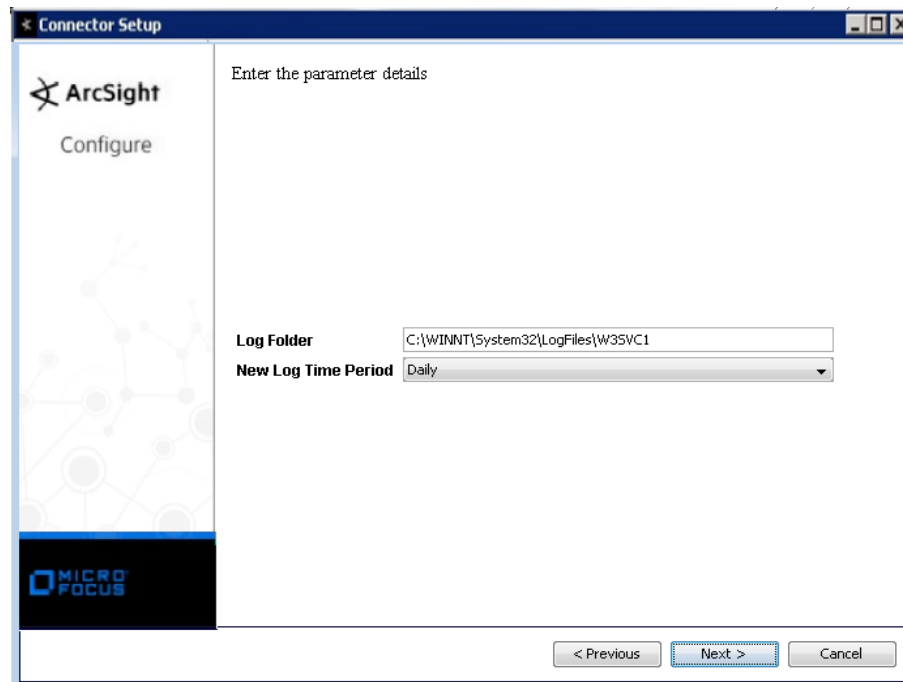 Connector Setup
ArcSight
Configure
Enter the parameter details
Log Folder C:\WINNT\System32\LogFiles\W3SVC1
New Log Time Period Daily
MICRO
FOCUS
< Previous Next > Cancel